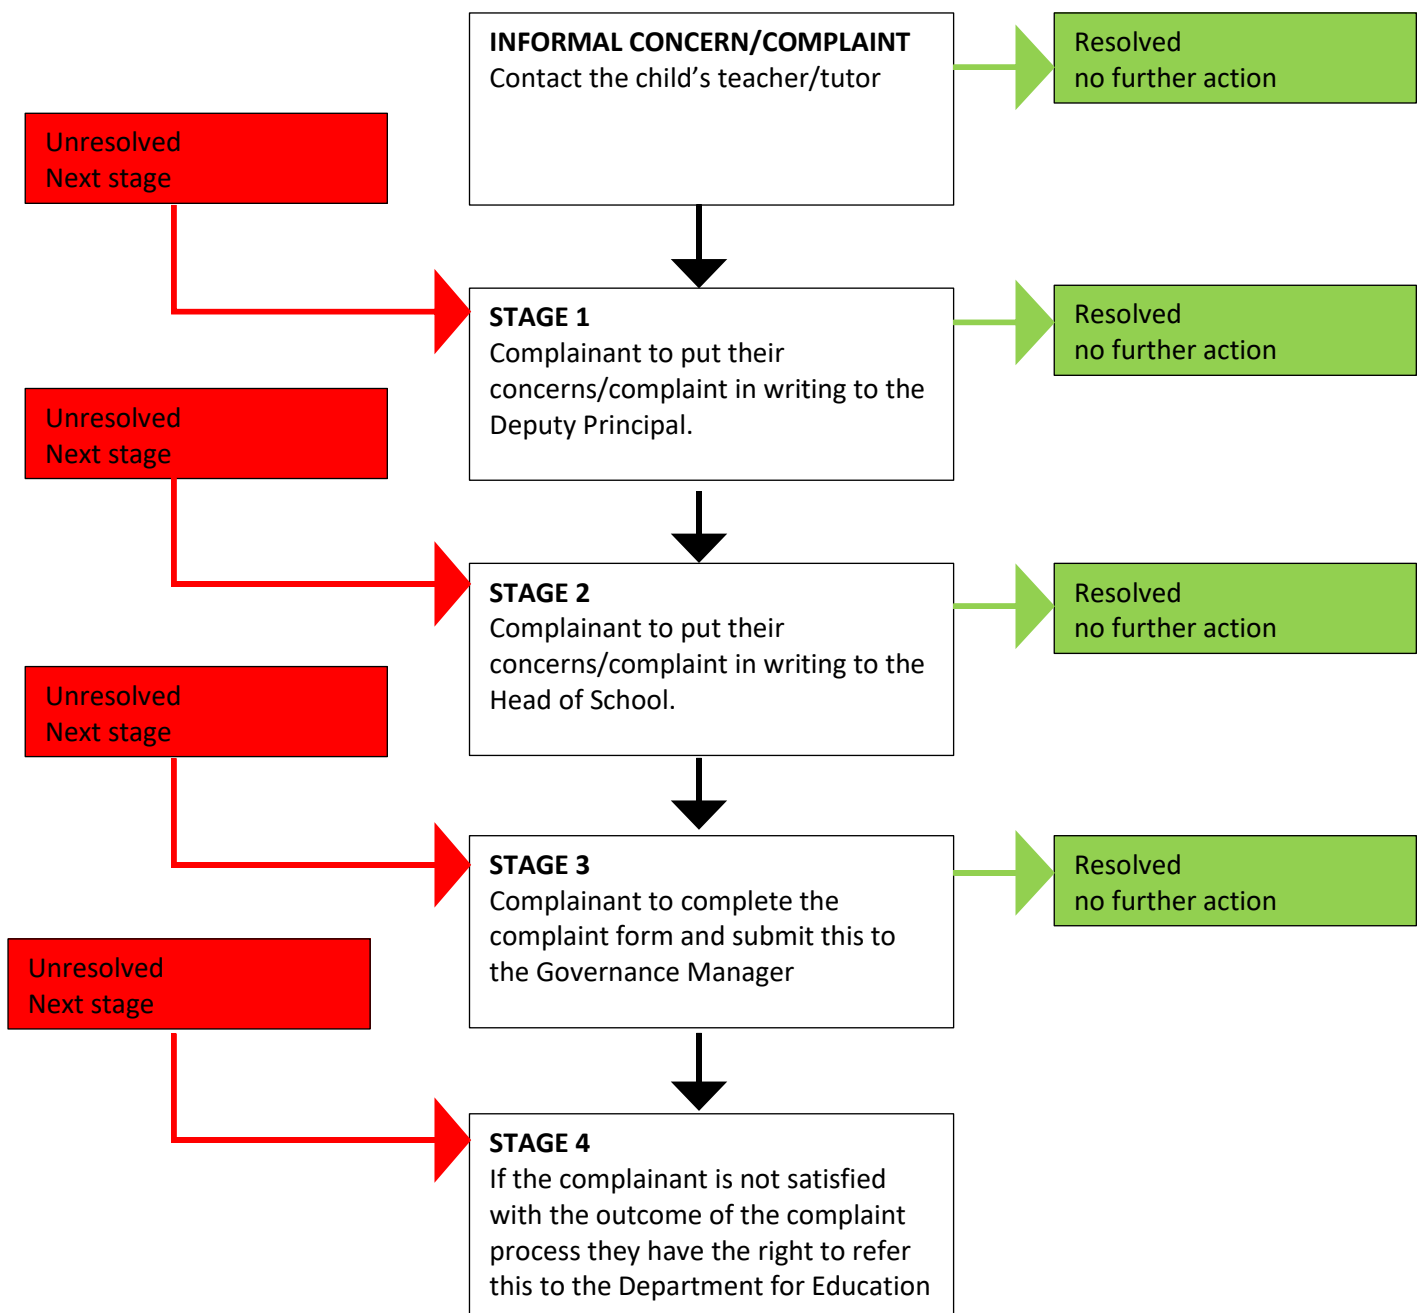 INFORMAL CONCERN/COMPLAINT
Contact the child's teacher/tutor
Resolved
no further action
Unresolved
Next stage
STAGE 1
Complainant to put their
concerns/complaint in writing to the
Deputy Principal.
Resolved
no further action
Unresolved
Next stage
STAGE 2
Complainant to put their
concerns/complaint in writing to the
Head of School.
Resolved
no further action
Unresolved
Next stage
STAGE 3
Complainant to complete the
complaint form and submit this to
the Governance Manager
Resolved
no further action
Unresolved
Next stage
STAGE 4
If the complainant is not satisfied
with the outcome of the complaint
process they have the right to refer
this to the Department for Education